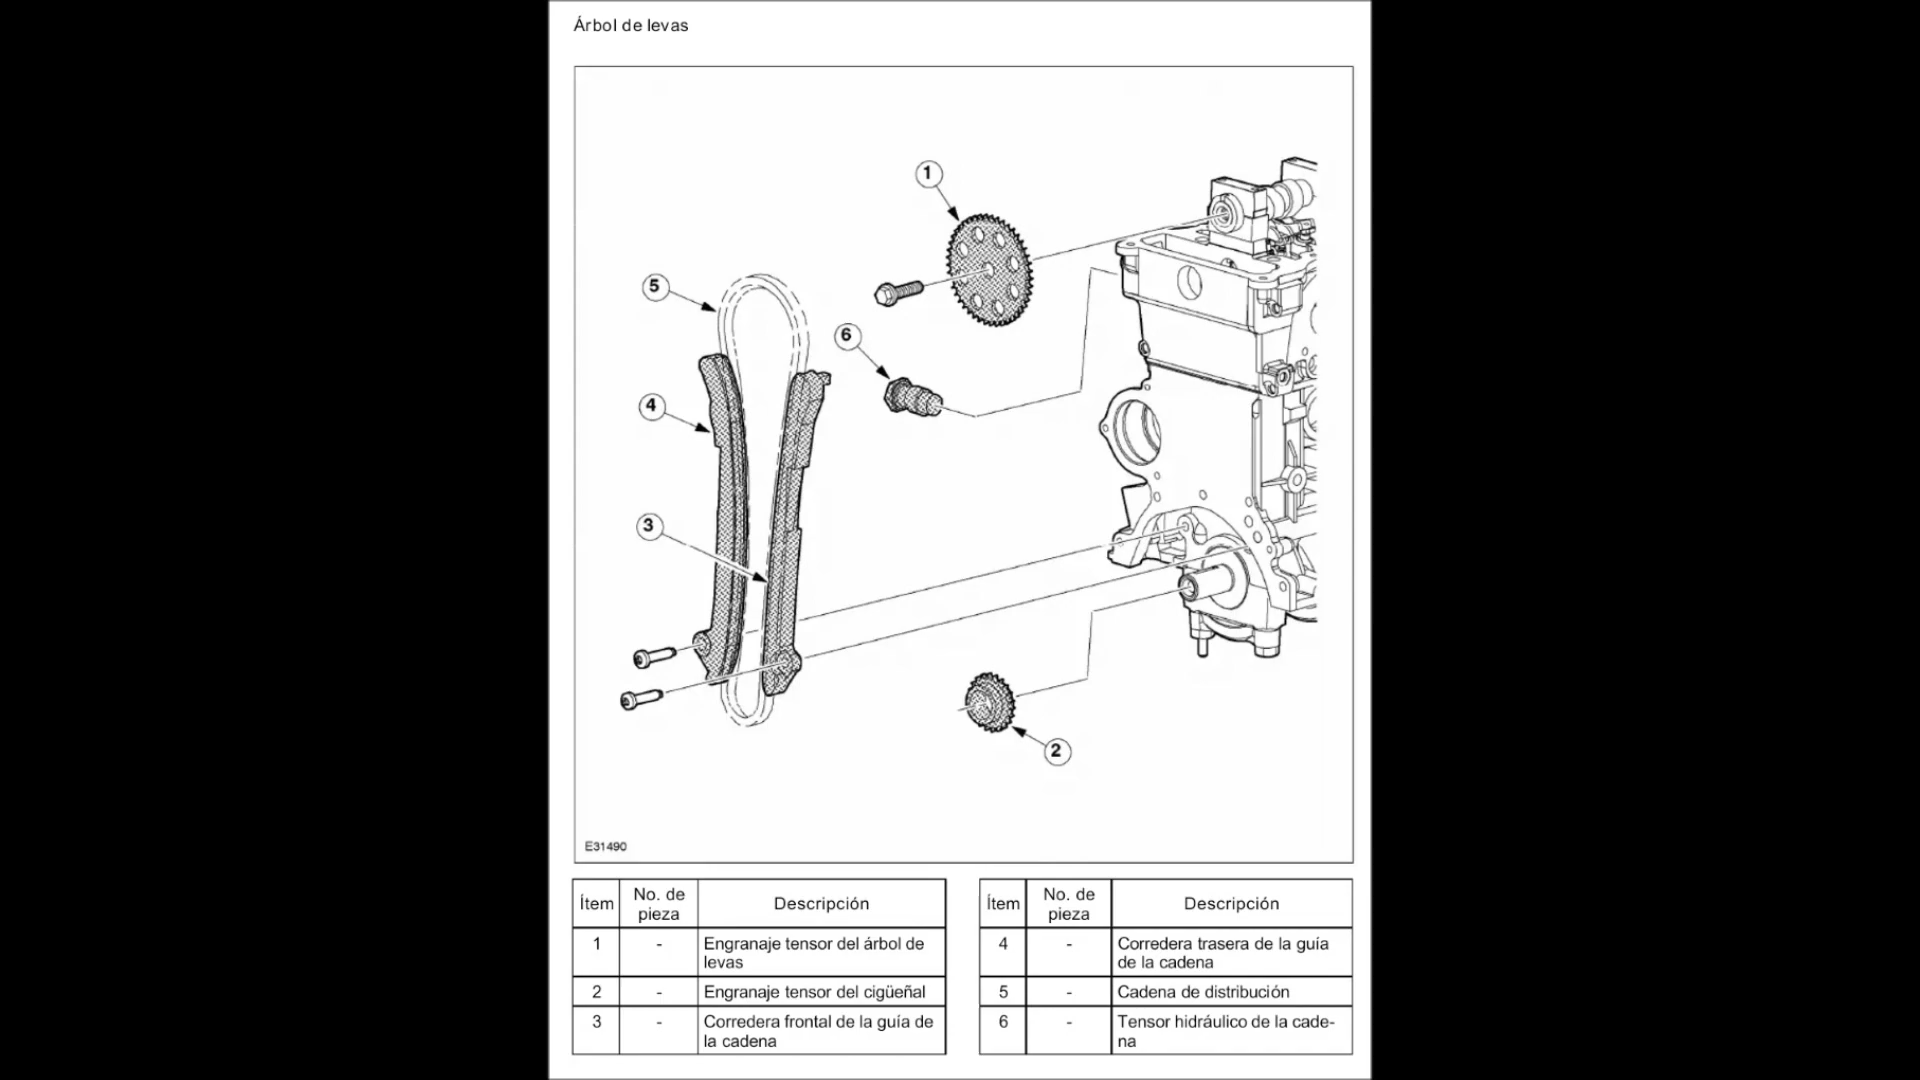 Árbol de levas
1
5
6
4
3
2
E31490
Ítem No. de pieza Descripción
1 - Engranaje tensor del árbol de
levas
2 - Engranaje tensor del cigüeñal
3 - Corredera frontal de la guía de
la cadena
Ítem No. de pieza Descripción
4 - Corredera trasera de la guía
de la cadena
5 - Cadena de distribución
6 - Tensor hidráulico de la cade-
na